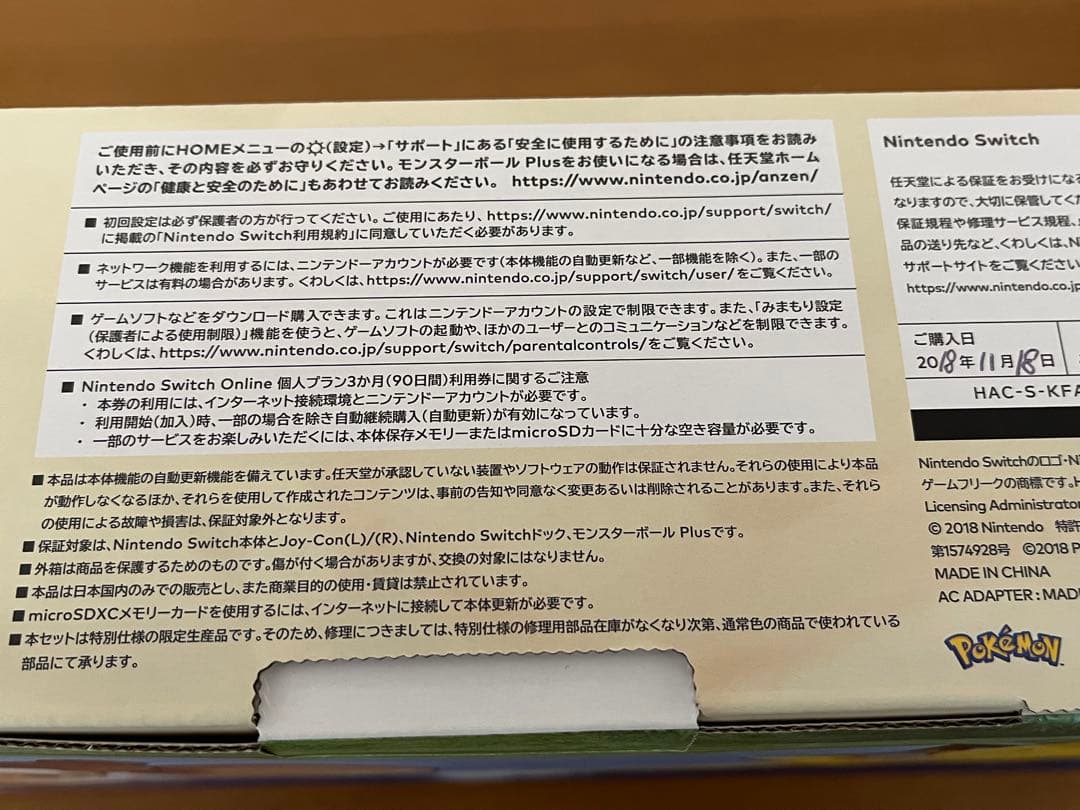 ご使用前にHOMEメニューの(設定)→「サポート」にある「安全に使用するために」の注意事項をお読み
いただき、その内容を必ずお守りください。モンスターボール Plusをお使いになる場合は、任天堂ホーム
ページの「健康と安全のために」もあわせてお読みください。 https://www.nintendo.co.jp/anzen/
■ 初回設定は必ず保護者の方が行ってください。ご使用にあたり、https://www.nintendo.co.jp/support/switch/
に掲載の「Nintendo Switch利用規約」に同意していただく必要があります。
■ ネットワーク機能を利用するには、ニンテンドーアカウントが必要です(本体機能の自動更新など、一部機能を除く)。また、一部の
サービスは有料の場合があります。くわしくは、https://www.nintendo.co.jp/support/switch/user/をご覧ください。
■ ゲームソフトなどをダウンロード購入できます。これはニンテンドーアカウントの設定で制限できます。また、「みまもり設定
(保護者による使用制限)」機能を使うと、ゲームソフトの起動や、ほかのユーザーとのコミュニケーションなどを制限できます。
くわしくは、https://www.nintendo.co.jp/support/switch/parentalcontrols/をご覧ください。
■ Nintendo Switch Online 個人プラン3か月(90日間)利用券に関するご注意
・ 本券の利用には、インターネット接続環境とニンテンドーアカウントが必要です。
・ 利用開始(加入)時、一部の場合を除き自動継続購入(自動更新)が有効になっています。
・ 一部のサービスをお楽しみいただくには、本体保存メモリーまたはmicroSDカードに十分な空き容量が必要です。
■ 本品は本体機能の自動更新機能を備えています。任天堂が承認していない装置やソフトウェアの動作は保証されません。それらの使用により本品
が動作しなくなるほか、それらを使用して作成されたコンテンツは、事前の告知や同意なく変更あるいは削除されることがあります。また、それら
の使用による故障や損害は、保証対象外となります。
■ 保証対象は、Nintendo Switch本体とJoy-Con(L)/(R)、Nintendo Switchドック、モンスターボール Plusです。
■ 外箱は商品を保護するためのものです。傷が付く場合がありますが、交換の対象にはなりません。
■ 本品は日本国内のみでの販売とし、また商業目的の使用・賃貸は禁止されています。
■ microSDXCメモリーカードを使用するには、インターネットに接続して本体更新が必要です。
■ 本セットは特別仕様の限定生産品です。そのため、修理につきましては、特別仕様の修理用部品在庫がなくなり次第、通常色の商品で使われている
部品にて承ります。
Nintendo Switch
任天堂による保証をお受けになる
なりますので、大切に保管してくだ
保証規程や修理サービス規程、
品の送り先など、くわしくは、N
サポートサイトをご覧ください
https://www.nintendo.co.jp
ご購入日
2018年11月18日
HAC-S-KFA
Nintendo Switchのロゴ・N
ゲームフリークの商標です。
Licensing Administrator
© 2018 Nintendo 特許
第1574928号 ©2018 P
MADE IN CHINA
AC ADAPTER : MAD
POKéMON